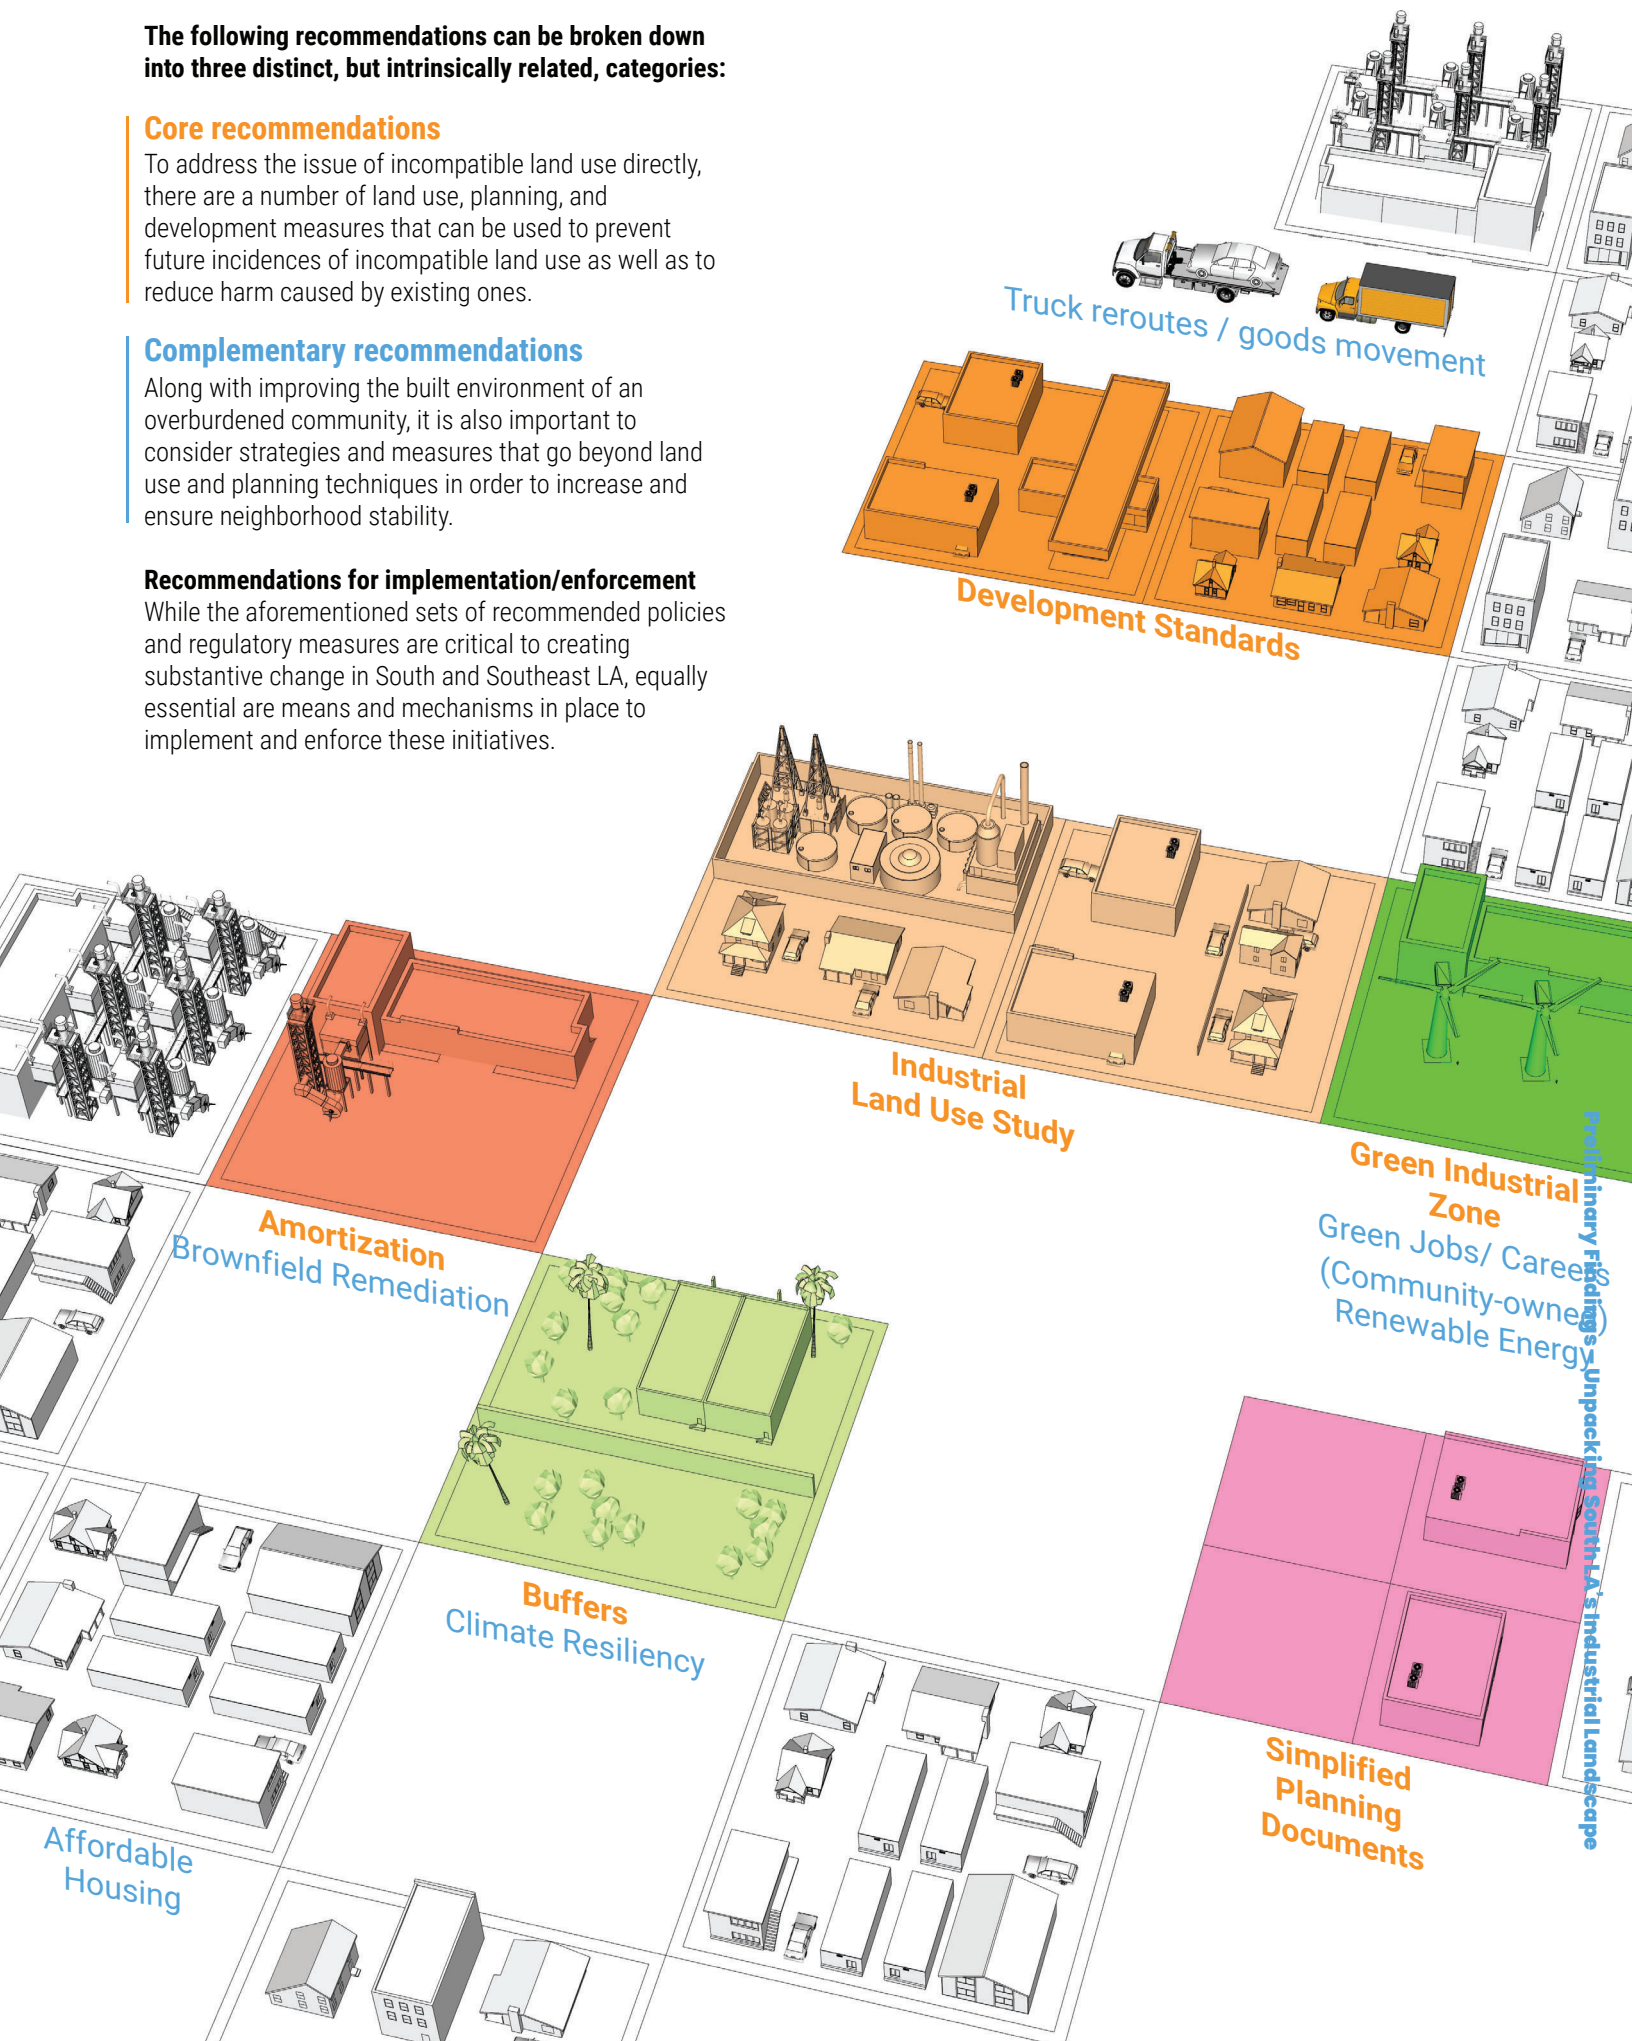 The following recommendations can be broken down
into three distinct, but intrinsically related, categories:
Core recommendations
To address the issue of incompatible land use directly,
there are a number of land use, planning, and
development measures that can be used to prevent
future incidences of incompatible land use as well as to
reduce harm caused by existing ones.
Complementary recommendations
Along with improving the built environment of an
overburdened community, it is also important to
consider strategies and measures that go beyond land
use and planning techniques in order to increase and
ensure neighborhood stability.
Recommendations for implementation/enforcement
While the aforementioned sets of recommended policies
and regulatory measures are critical to creating
substantive change in South and Southeast LA, equally
essential are means and mechanisms in place to
implement and enforce these initiatives.
Truck reroutes / goods movement
Development Standards
Industrial
Land Use Study
Green Industrial
Zone
Green Jobs/ Careers
(Community-owned)
Renewable Energy
Amortization
Brownfield Remediation
Buffers
Climate Resiliency
Simplified
Planning
Documents
Affordable
Housing
Preliminary Findings - Unpacking South LA's Industrial Landscape